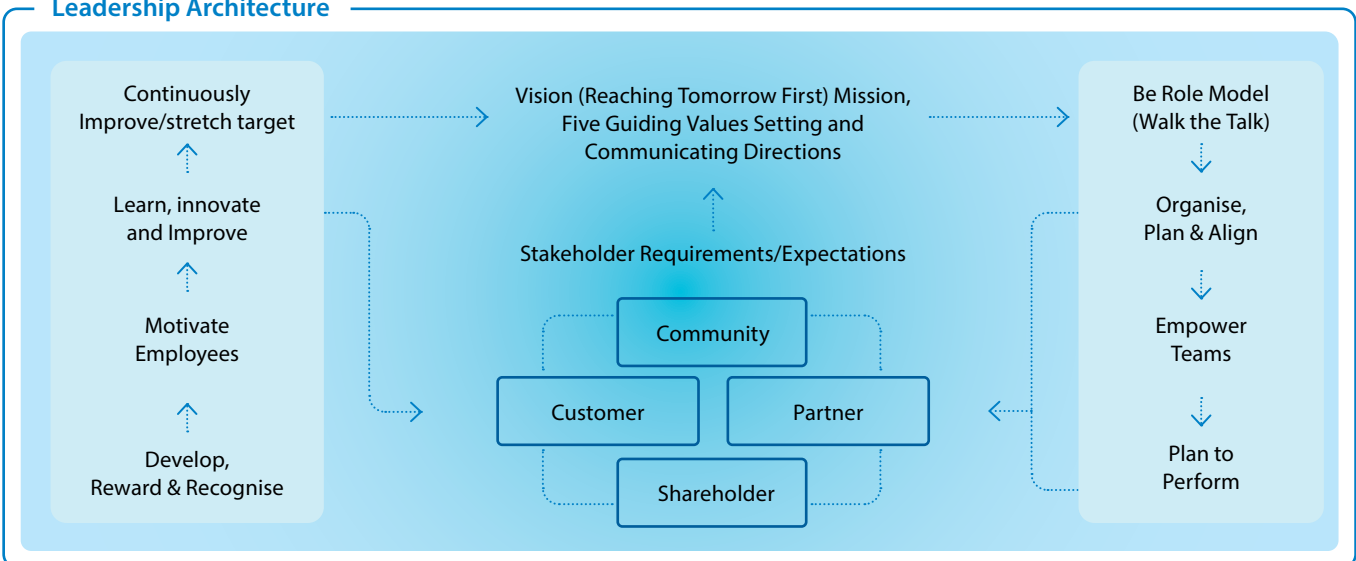 Leadership Architecture
Continuously
Improve/stretch target
Learn, innovate
and Improve
Motivate
Employees
Develop,
Reward & Recognise
Vision (Reaching Tomorrow First) Mission,
Five Guiding Values Setting and
Communicating Directions
Stakeholder Requirements/Expectations
Community
Customer
Partner
Shareholder
Be Role Model
(Walk the Talk)
Organise,
Plan & Align
Empower
Teams
Plan to
Perform